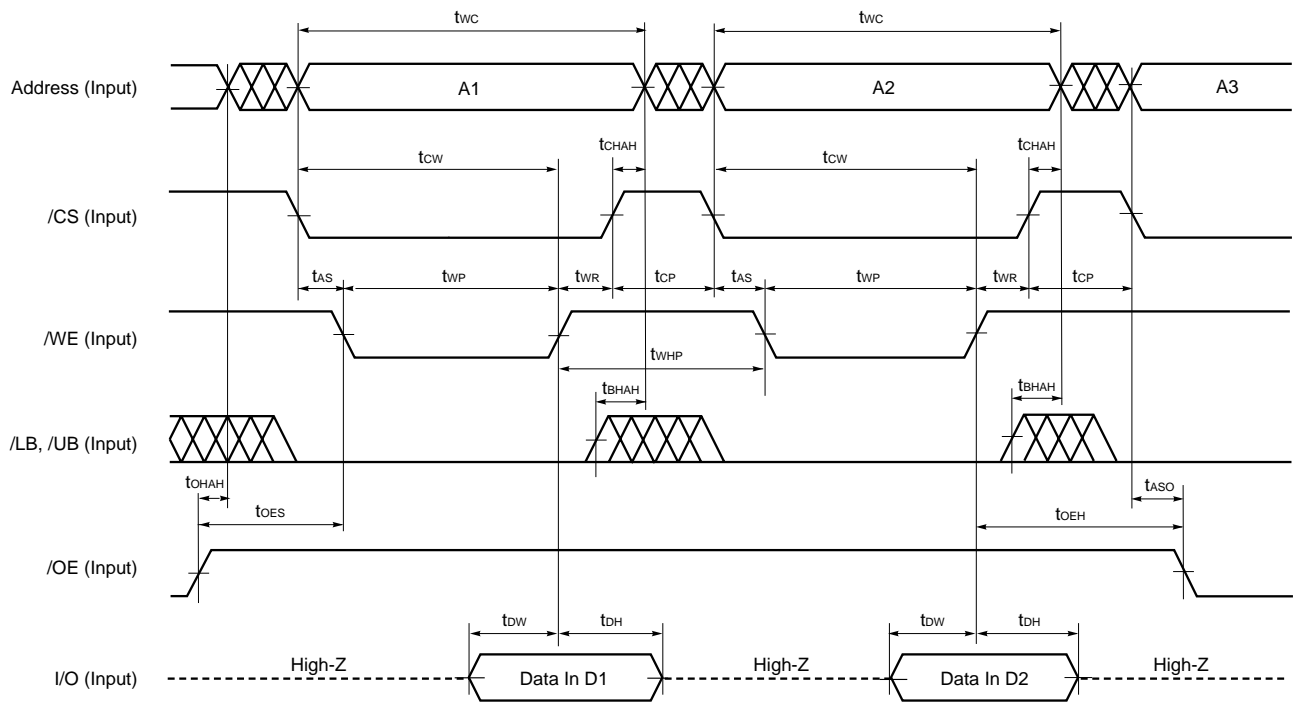 tWC tWC
Address (Input) A1 A2 A3
tCHAH tCHAH
tCW tCW
/CS (Input)
tAS tWP tWR tCP tAS tWP tWR tCP
/WE (Input)
tWHP
tBHAH tBHAH
/LB, /UB (Input)
tOHAH tASO
tOES tOEH
/OE (Input)
tDW tDH tDW tDH
High-Z High-Z High-Z
I/O (Input) Data In D1 Data In D2